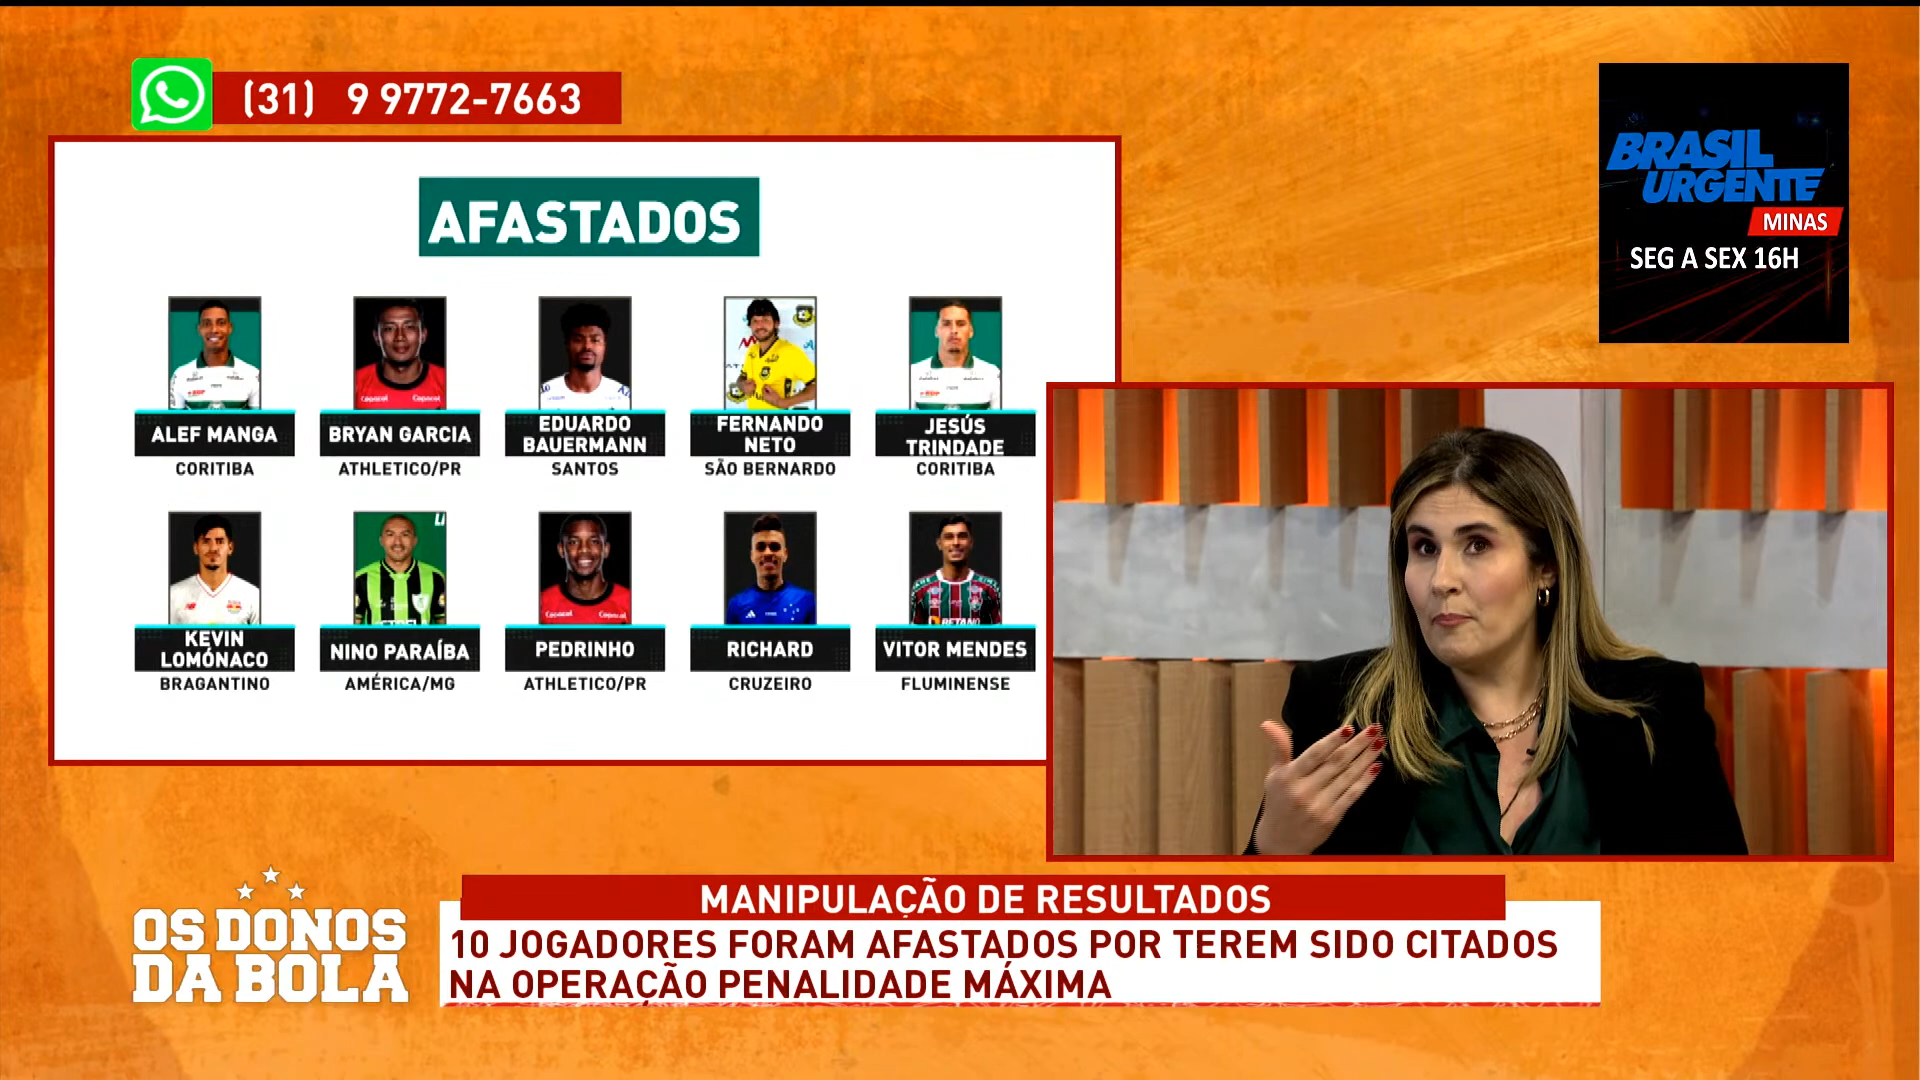 (31) 9 9772-7663
BRASIL
URGENTE
MINAS
SEG A SEX 16H
AFASTADOS
ALEF MANGA
CORITIBA
BRYAN GARCIA
ATHLETICO/PR
EDUARDO
BAUERMANN
SANTOS
FERNANDO
NETO
SÃO BERNARDO
JESÚS
TRINDADE
CORITIBA
KEVIN
LOMÓNACO
BRAGANTINO
NINO PARAÍBA
AMÉRICA/MG
PEDRINHO
ATHLETICO/PR
RICHARD
CRUZEIRO
VITOR MENDES
FLUMINENSE
OS DONOS
DA BOLA
MANIPULAÇÃO DE RESULTADOS
10 JOGADORES FORAM AFASTADOS POR TEREM SIDO CITADOS
NA OPERAÇÃO PENALIDADE MÁXIMA